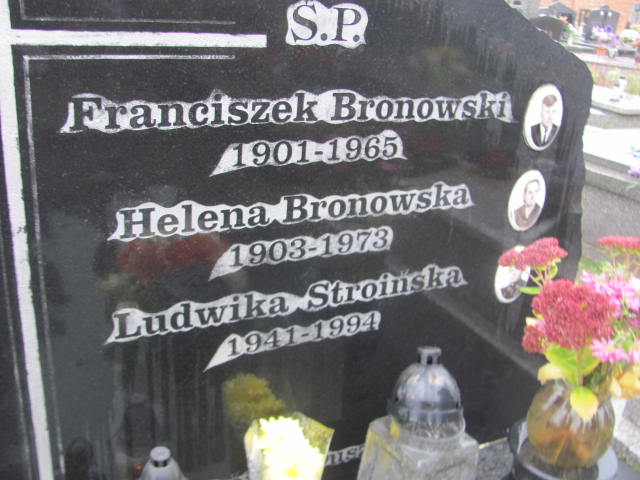 Ś.P.
Franciszek Bronowski
1901-1965
Helena Bronowska
1903-1973
Ludwika Stroińska
1941-1994